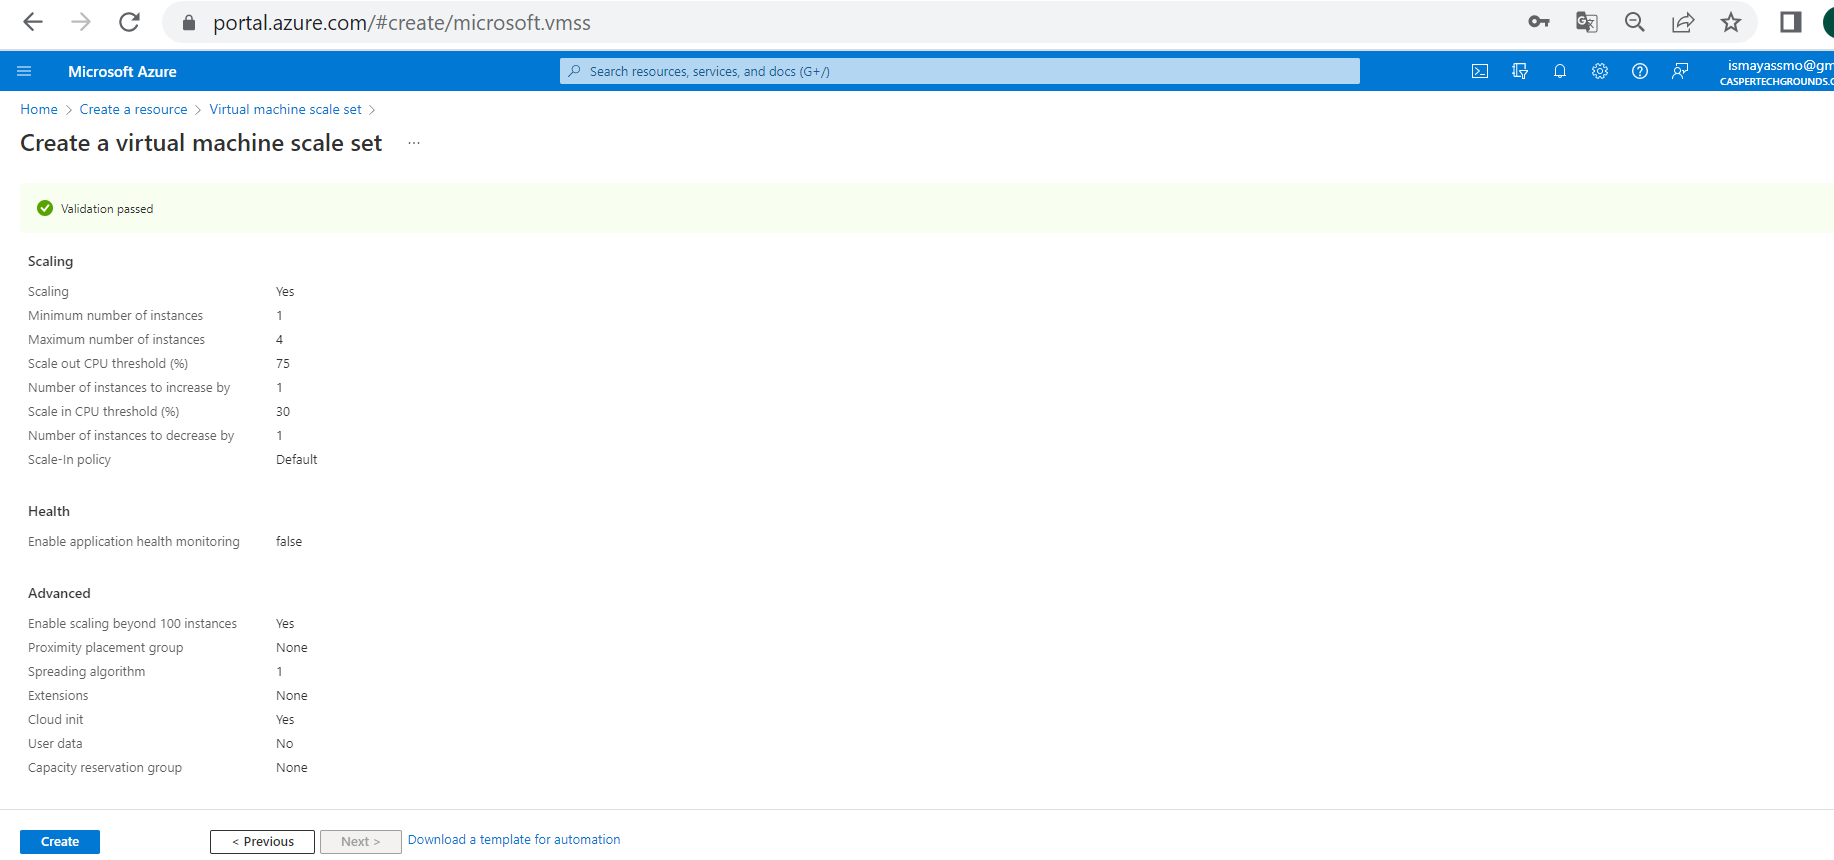 portal.azure.com/#create/microsoft.vmss
Microsoft Azure
Search resources, services, and docs (G+/)
ismayassmo@gm
CASPERTECHGROUNDS.C
Home > Create a resource > Virtual machine scale set >
Create a virtual machine scale set ...
Validation passed
Scaling
Scaling Yes
Minimum number of instances 1
Maximum number of instances 4
Scale out CPU threshold (%) 75
Number of instances to increase by 1
Scale in CPU threshold (%) 30
Number of instances to decrease by 1
Scale-In policy Default
Health
Enable application health monitoring false
Advanced
Enable scaling beyond 100 instances Yes
Proximity placement group None
Spreading algorithm 1
Extensions None
Cloud init Yes
User data No
Capacity reservation group None
Create < Previous Next > Download a template for automation